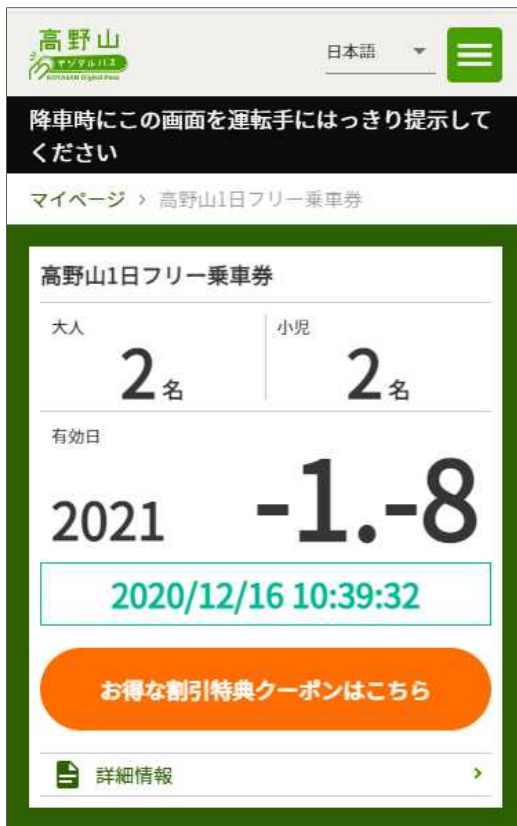 高野山
デジタルパス
KOYASAN Digital Pass
日本語
降車時にこの画面を運転手にはっきり提示して
ください
マイページ > 高野山1日フリー乗車券
高野山1日フリー乗車券
大人
2名
小児
2名
有効日
2021 -1.-8
2020/12/16 10:39:32
お得な割引特典クーポンはこちら
詳細情報